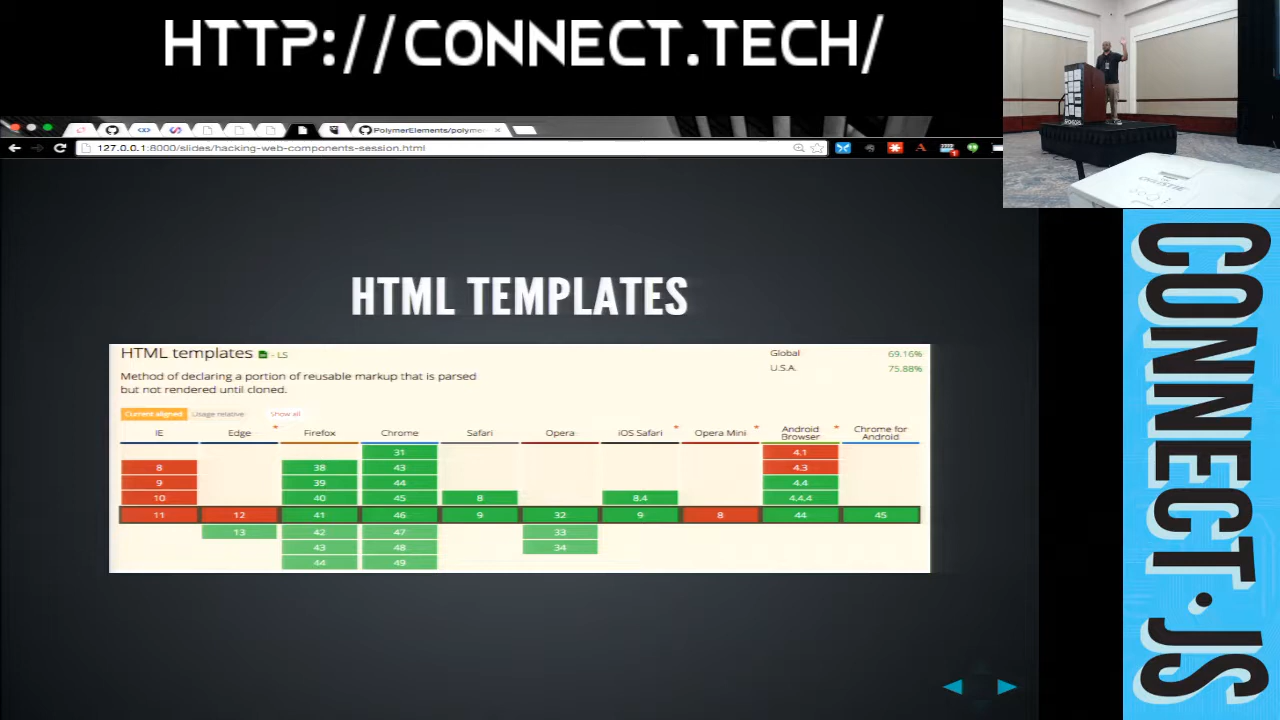 HTTP://CONNECT.TECH/
PolymerElements/polyme
127.0.0.1:8000/slides/hacking-web-components-session.html
HTML TEMPLATES
HTML templates - LS
Global 69.16%
U.S.A. 75.88%
Method of declaring a portion of reusable markup that is parsed
but not rendered until cloned.
Current aligned Usage relative Show all
IE Edge Firefox Chrome Safari Opera iOS Safari Opera Mini Android Browser Chrome for Android
31 4.1
8 38 43 4.3
9 39 44 4.4
10 40 45 8 8.4 4.4.4
11 12 41 46 9 32 9 8 44 45
13 42 47 33
43 48 34
44 49
CONNECT.JS
CHRISTIE